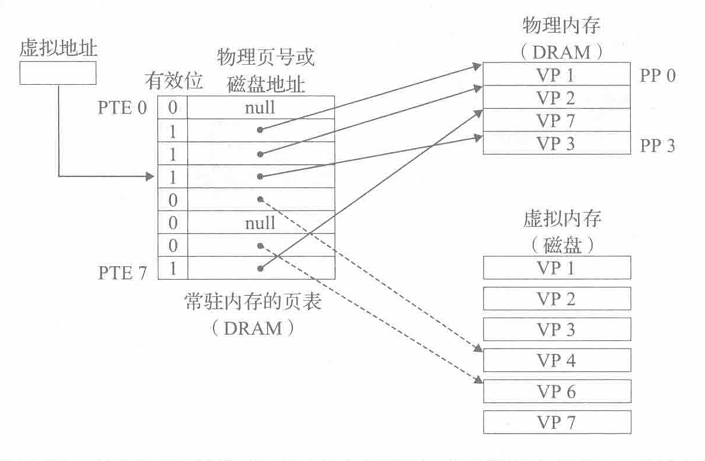 虚拟地址
物理页号或
有效位 磁盘地址
PTE 0 0 null
1
1
1
0
0 null
0
PTE 7 1
常驻内存的页表
（DRAM）
物理内存
（DRAM）
VP 1 PP 0
VP 2
VP 7
VP 3 PP 3
虚拟内存
（磁盘）
VP 1
VP 2
VP 3
VP 4
VP 6
VP 7